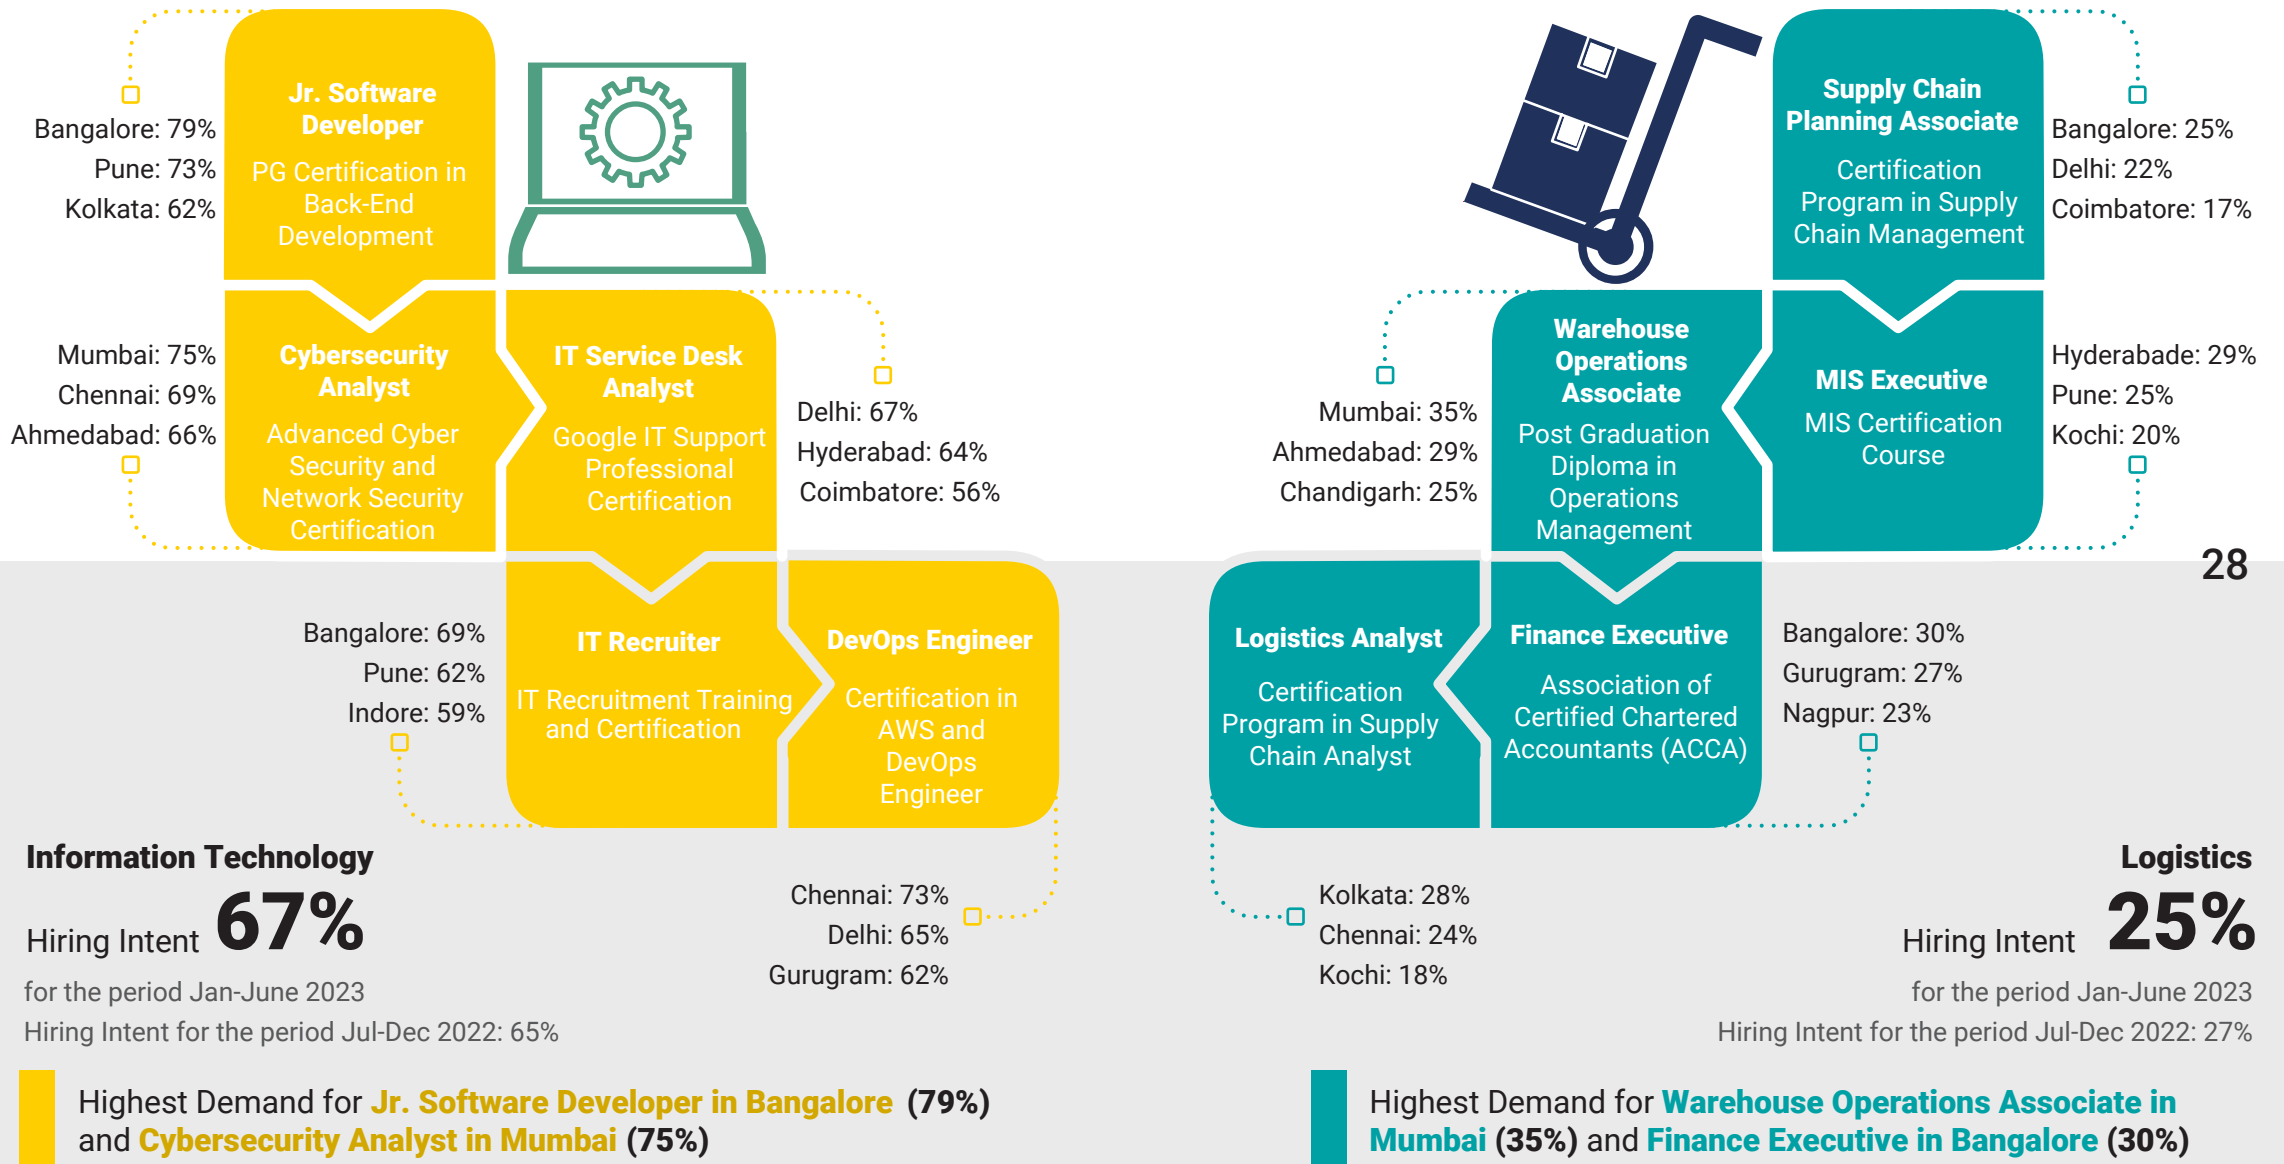 Jr. Software
Developer
PG Certification in
Back-End
Development
Bangalore: 79%
Pune: 73%
Kolkata: 62%
Cybersecurity
Analyst
Advanced Cyber
Security and
Network Security
Certification
Mumbai: 75%
Chennai: 69%
Ahmedabad: 66%
IT Service Desk
Analyst
Google IT Support
Professional
Certification
Delhi: 67%
Hyderabad: 64%
Coimbatore: 56%
IT Recruiter
IT Recruitment Training
and Certification
Bangalore: 69%
Pune: 62%
Indore: 59%
DevOps Engineer
Certification in
AWS and
DevOps
Engineer
Chennai: 73%
Delhi: 65%
Gurugram: 62%
Information Technology
Hiring Intent 67%
for the period Jan-June 2023
Hiring Intent for the period Jul-Dec 2022: 65%
Highest Demand for Jr. Software Developer in Bangalore (79%)
and Cybersecurity Analyst in Mumbai (75%)
Supply Chain
Planning Associate
Certification
Program in Supply
Chain Management
Bangalore: 25%
Delhi: 22%
Coimbatore: 17%
MIS Executive
MIS Certification
Course
Hyderabade: 29%
Pune: 25%
Kochi: 20%
Warehouse
Operations
Associate
Post Graduation
Diploma in
Operations
Management
Mumbai: 35%
Ahmedabad: 29%
Chandigarh: 25%
28
Finance Executive
Association of
Certified Chartered
Accountants (ACCA)
Bangalore: 30%
Gurugram: 27%
Nagpur: 23%
Logistics Analyst
Certification
Program in Supply
Chain Analyst
Kolkata: 28%
Chennai: 24%
Kochi: 18%
Logistics
Hiring Intent 25%
for the period Jan-June 2023
Hiring Intent for the period Jul-Dec 2022: 27%
Highest Demand for Warehouse Operations Associate in
Mumbai (35%) and Finance Executive in Bangalore (30%)